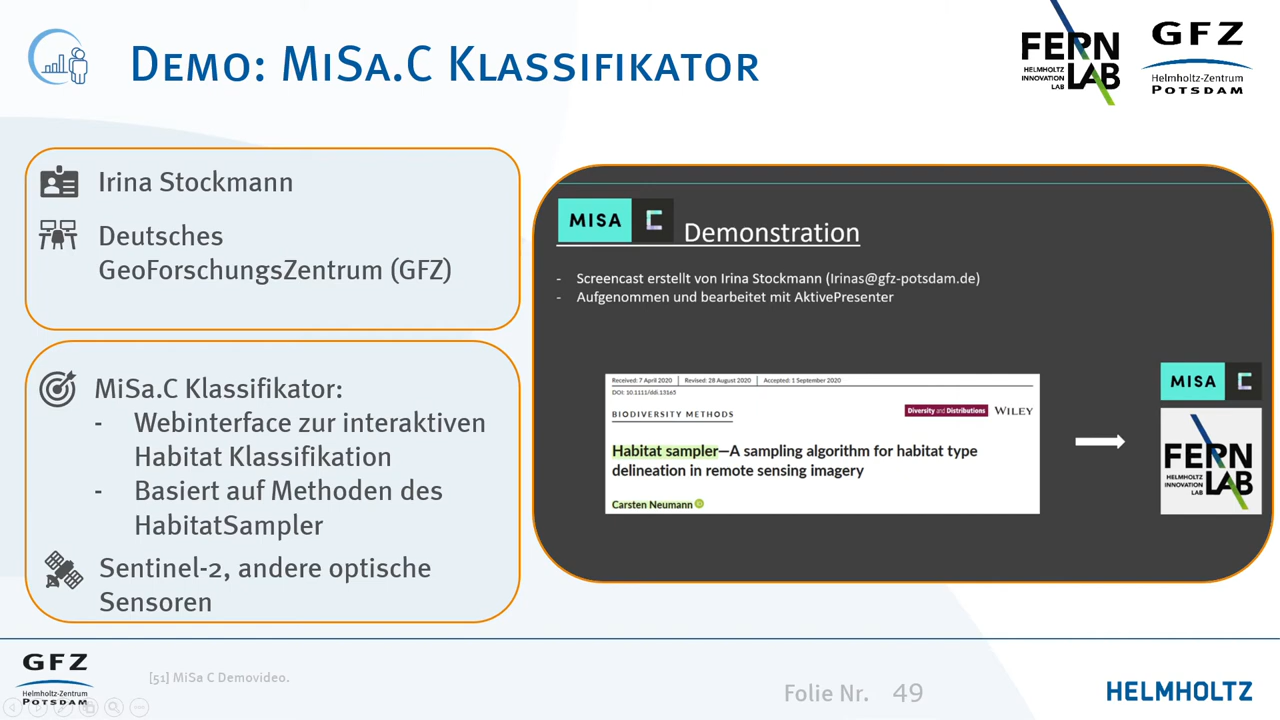 Demo: MiSa.C Klassifikator
FERN
LAB
HELMHOLTZ
INNOVATION
LAB
GFZ
Helmholtz-Zentrum
POTSDAM
Irina Stockmann
Deutsches
GeoForschungsZentrum (GFZ)
MiSa.C Klassifikator:
- Webinterface zur interaktiven
Habitat Klassifikation
- Basiert auf Methoden des
HabitatSampler
Sentinel-2, andere optische
Sensoren
MISA C Demonstration
- Screencast erstellt von Irina Stockmann (Irinas@gfz-potsdam.de)
- Aufgenommen und bearbeitet mit AktivePresenter
Received: 7 April 2020 | Revised: 28 August 2020 | Accepted: 1 September 2020
DOI: 10.1111/ddi.13165
BIODIVERSITY METHODS
Diversity and Distributions WILEY
Habitat sampler—A sampling algorithm for habitat type
delineation in remote sensing imagery
Carsten Neumann iD
MISA C
FERN
LAB
HELMHOLTZ
INNOVATION
LAB
GFZ
Helmholtz-Zentrum
POTSDAM
[51] MiSa C Demovideo.
Folie Nr. 49
HELMHOLTZ